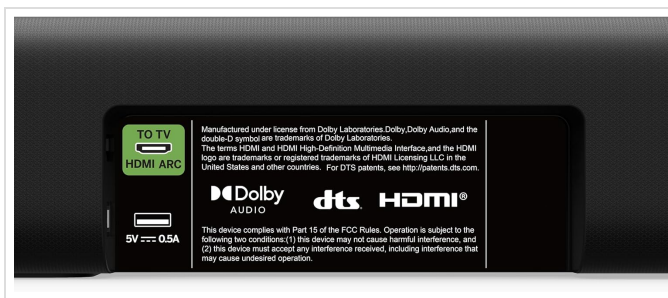 TO TV
HDMI ARC
5V ⎓ 0.5A
Manufactured under license from Dolby Laboratories.Dolby,Dolby Audio,and the
double-D symbol are trademarks of Dolby Laboratories.
The terms HDMI and HDMI High-Definition Multimedia Interface,and the HDMI
logo are trademarks or registered trademarks of HDMI Licensing LLC in the
United States and other countries. For DTS patents, see http://patents.dts.com.
Dolby
AUDIO
dts
HDMI®
This device complies with Part 15 of the FCC Rules. Operation is subject to the
following two conditions:(1) this device may not cause harmful interference, and
(2) this device must accept any interference received, including interference that
may cause undesired operation.